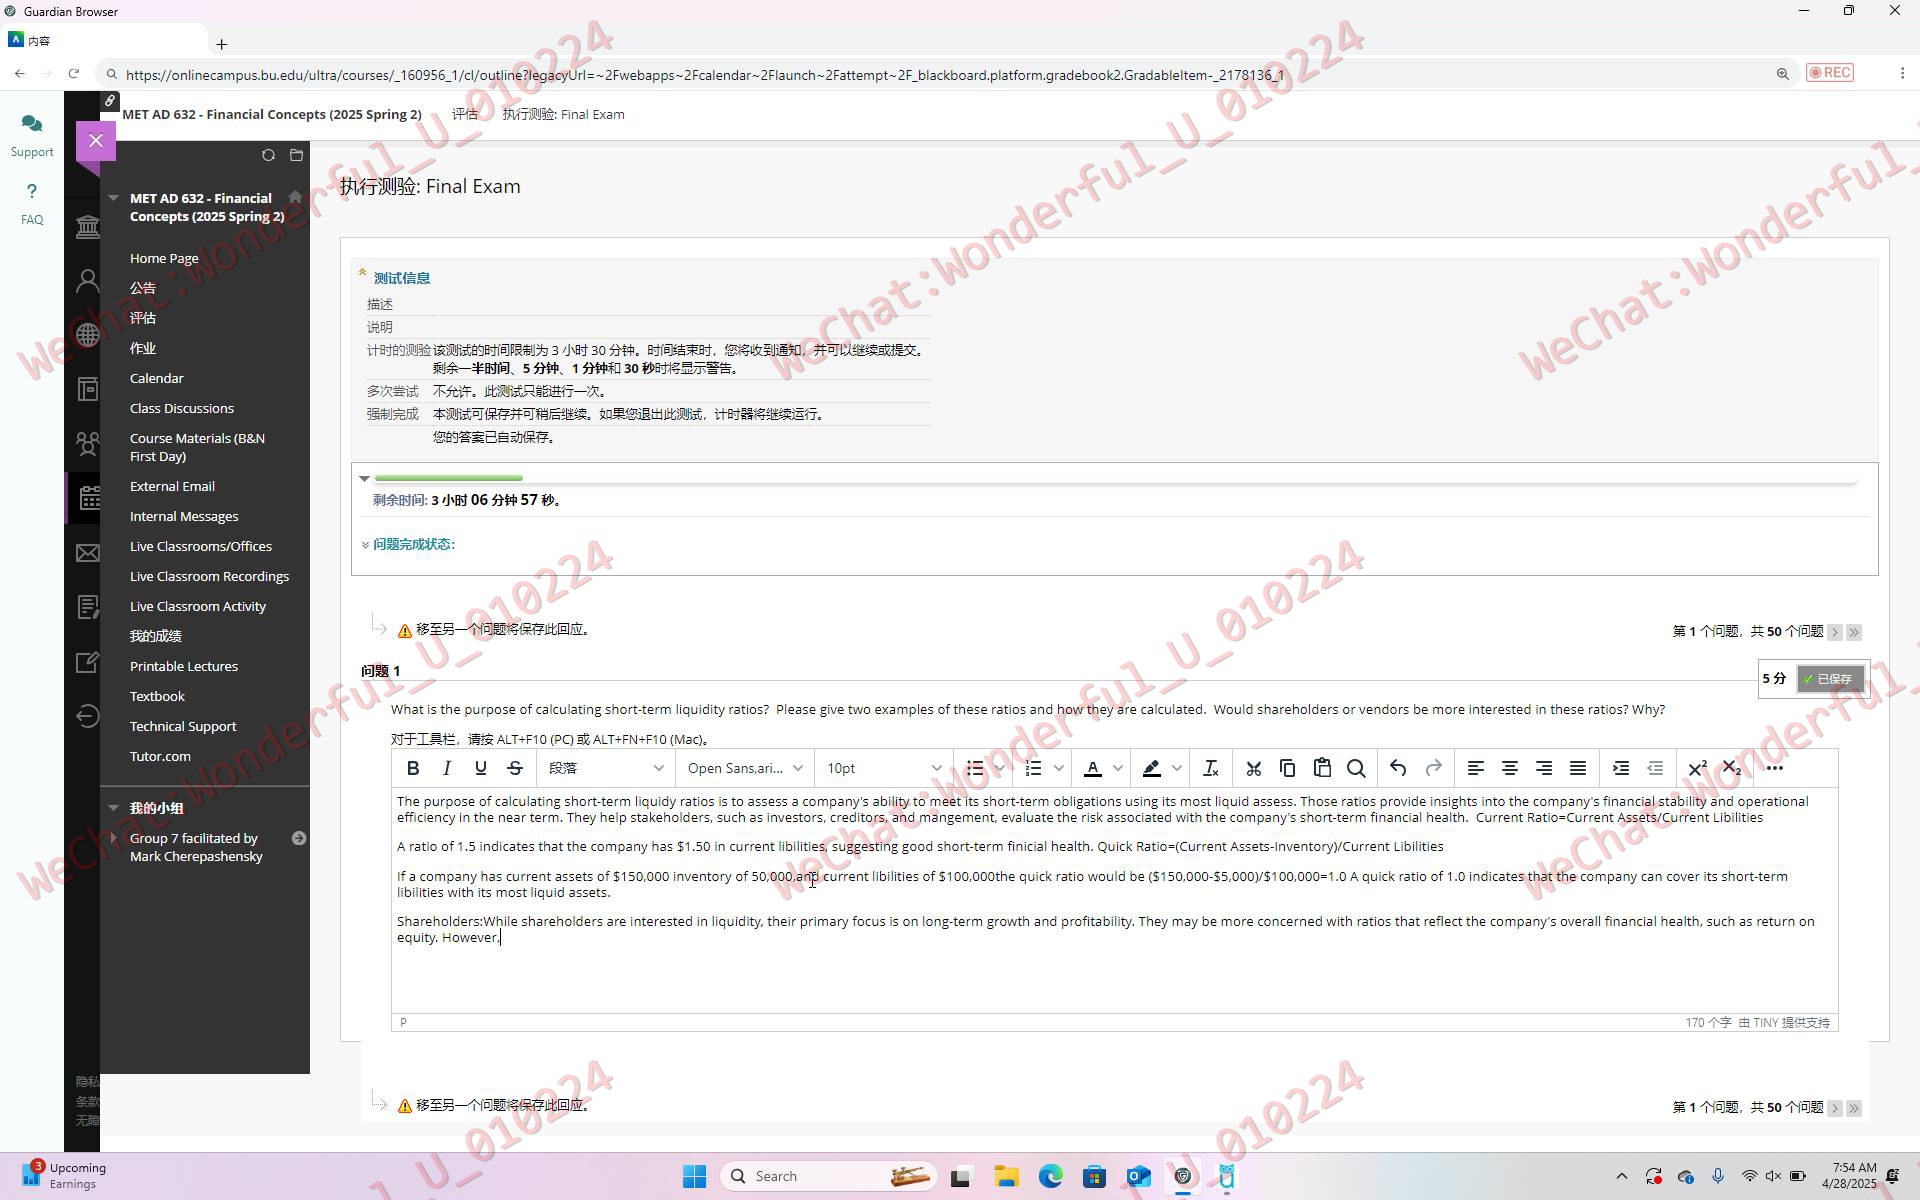 Guardian Browser
内容
https://onlinecampus.bu.edu/ultra/courses/_160956_1/cl/outline?legacyUrl=~2Fwebapps~2Fcalendar~2Flaunch~2Fattempt~2F_blackboard.platform.gradebook2.GradableItem-_2178136_1
REC
MET AD 632 - Financial Concepts (2025 Spring 2)
评估
执行测验: Final Exam
Support
FAQ
MET AD 632 - Financial
Concepts (2025 Spring 2)
Home Page
公告
评估
作业
Calendar
Class Discussions
Course Materials (B&N
First Day)
External Email
Internal Messages
Live Classrooms/Offices
Live Classroom Recordings
Live Classroom Activity
我的成绩
Printable Lectures
Textbook
Technical Support
Tutor.com
我的小组
Group 7 facilitated by
Mark Cherepashensky
隐私
条款
无障
执行测验: Final Exam
测试信息
描述
说明
计时的测验 该测试的时间限制为 3 小时 30 分钟。时间结束时，您将收到通知，并可以继续或提交。
剩余一半时间、5 分钟、1 分钟和 30 秒时将显示警告。
多次尝试 不允许。此测试只能进行一次。
强制完成 本测试可保存并可稍后继续。如果您退出此测试，计时器将继续运行。
您的答案已自动保存。
剩余时间: 3 小时 06 分钟 57 秒。
问题完成状态:
移至另一个问题将保存此回应。
第 1 个问题，共 50 个问题
问题 1
5 分
已保存
What is the purpose of calculating short-term liquidity ratios?  Please give two examples of these ratios and how they are calculated.  Would shareholders or vendors be more interested in these ratios? Why?
对于工具栏，请按 ALT+F10 (PC) 或 ALT+FN+F10 (Mac)。
B I U S 段落 Open Sans,ari... 10pt
The purpose of calculating short-term liquidy ratios is to assess a company's ability to meet its short-term obligations using its most liquid assess. Those ratios provide insights into the company's financial stability and operational
efficiency in the near term. They help stakeholders, such as investors, creditors, and mangement, evaluate the risk associated with the company's short-term financial health.  Current Ratio=Current Assets/Current Libilities
A ratio of 1.5 indicates that the company has $1.50 in current libilities, suggesting good short-term finicial health. Quick Ratio=(Current Assets-Inventory)/Current Libilities
If a company has current assets of $150,000 inventory of 50,000,and current libilities of $100,000the quick ratio would be ($150,000-$5,000)/$100,000=1.0 A quick ratio of 1.0 indicates that the company can cover its short-term
libilities with its most liquid assets.
Shareholders:While shareholders are interested in liquidity, their primary focus is on long-term growth and profitability. They may be more concerned with ratios that reflect the company's overall financial health, such as return on
equity. However,
P
170 个字 由 TINY 提供支持
移至另一个问题将保存此回应。
第 1 个问题，共 50 个问题
WeChat:Wonderful_U_010224
WeChat:Wonderful_U_010224
WeChat:Wonderful_U_010224
WeChat:Wonderful_U_010224
3
Upcoming
Earnings
Search
7:54 AM
4/28/2025